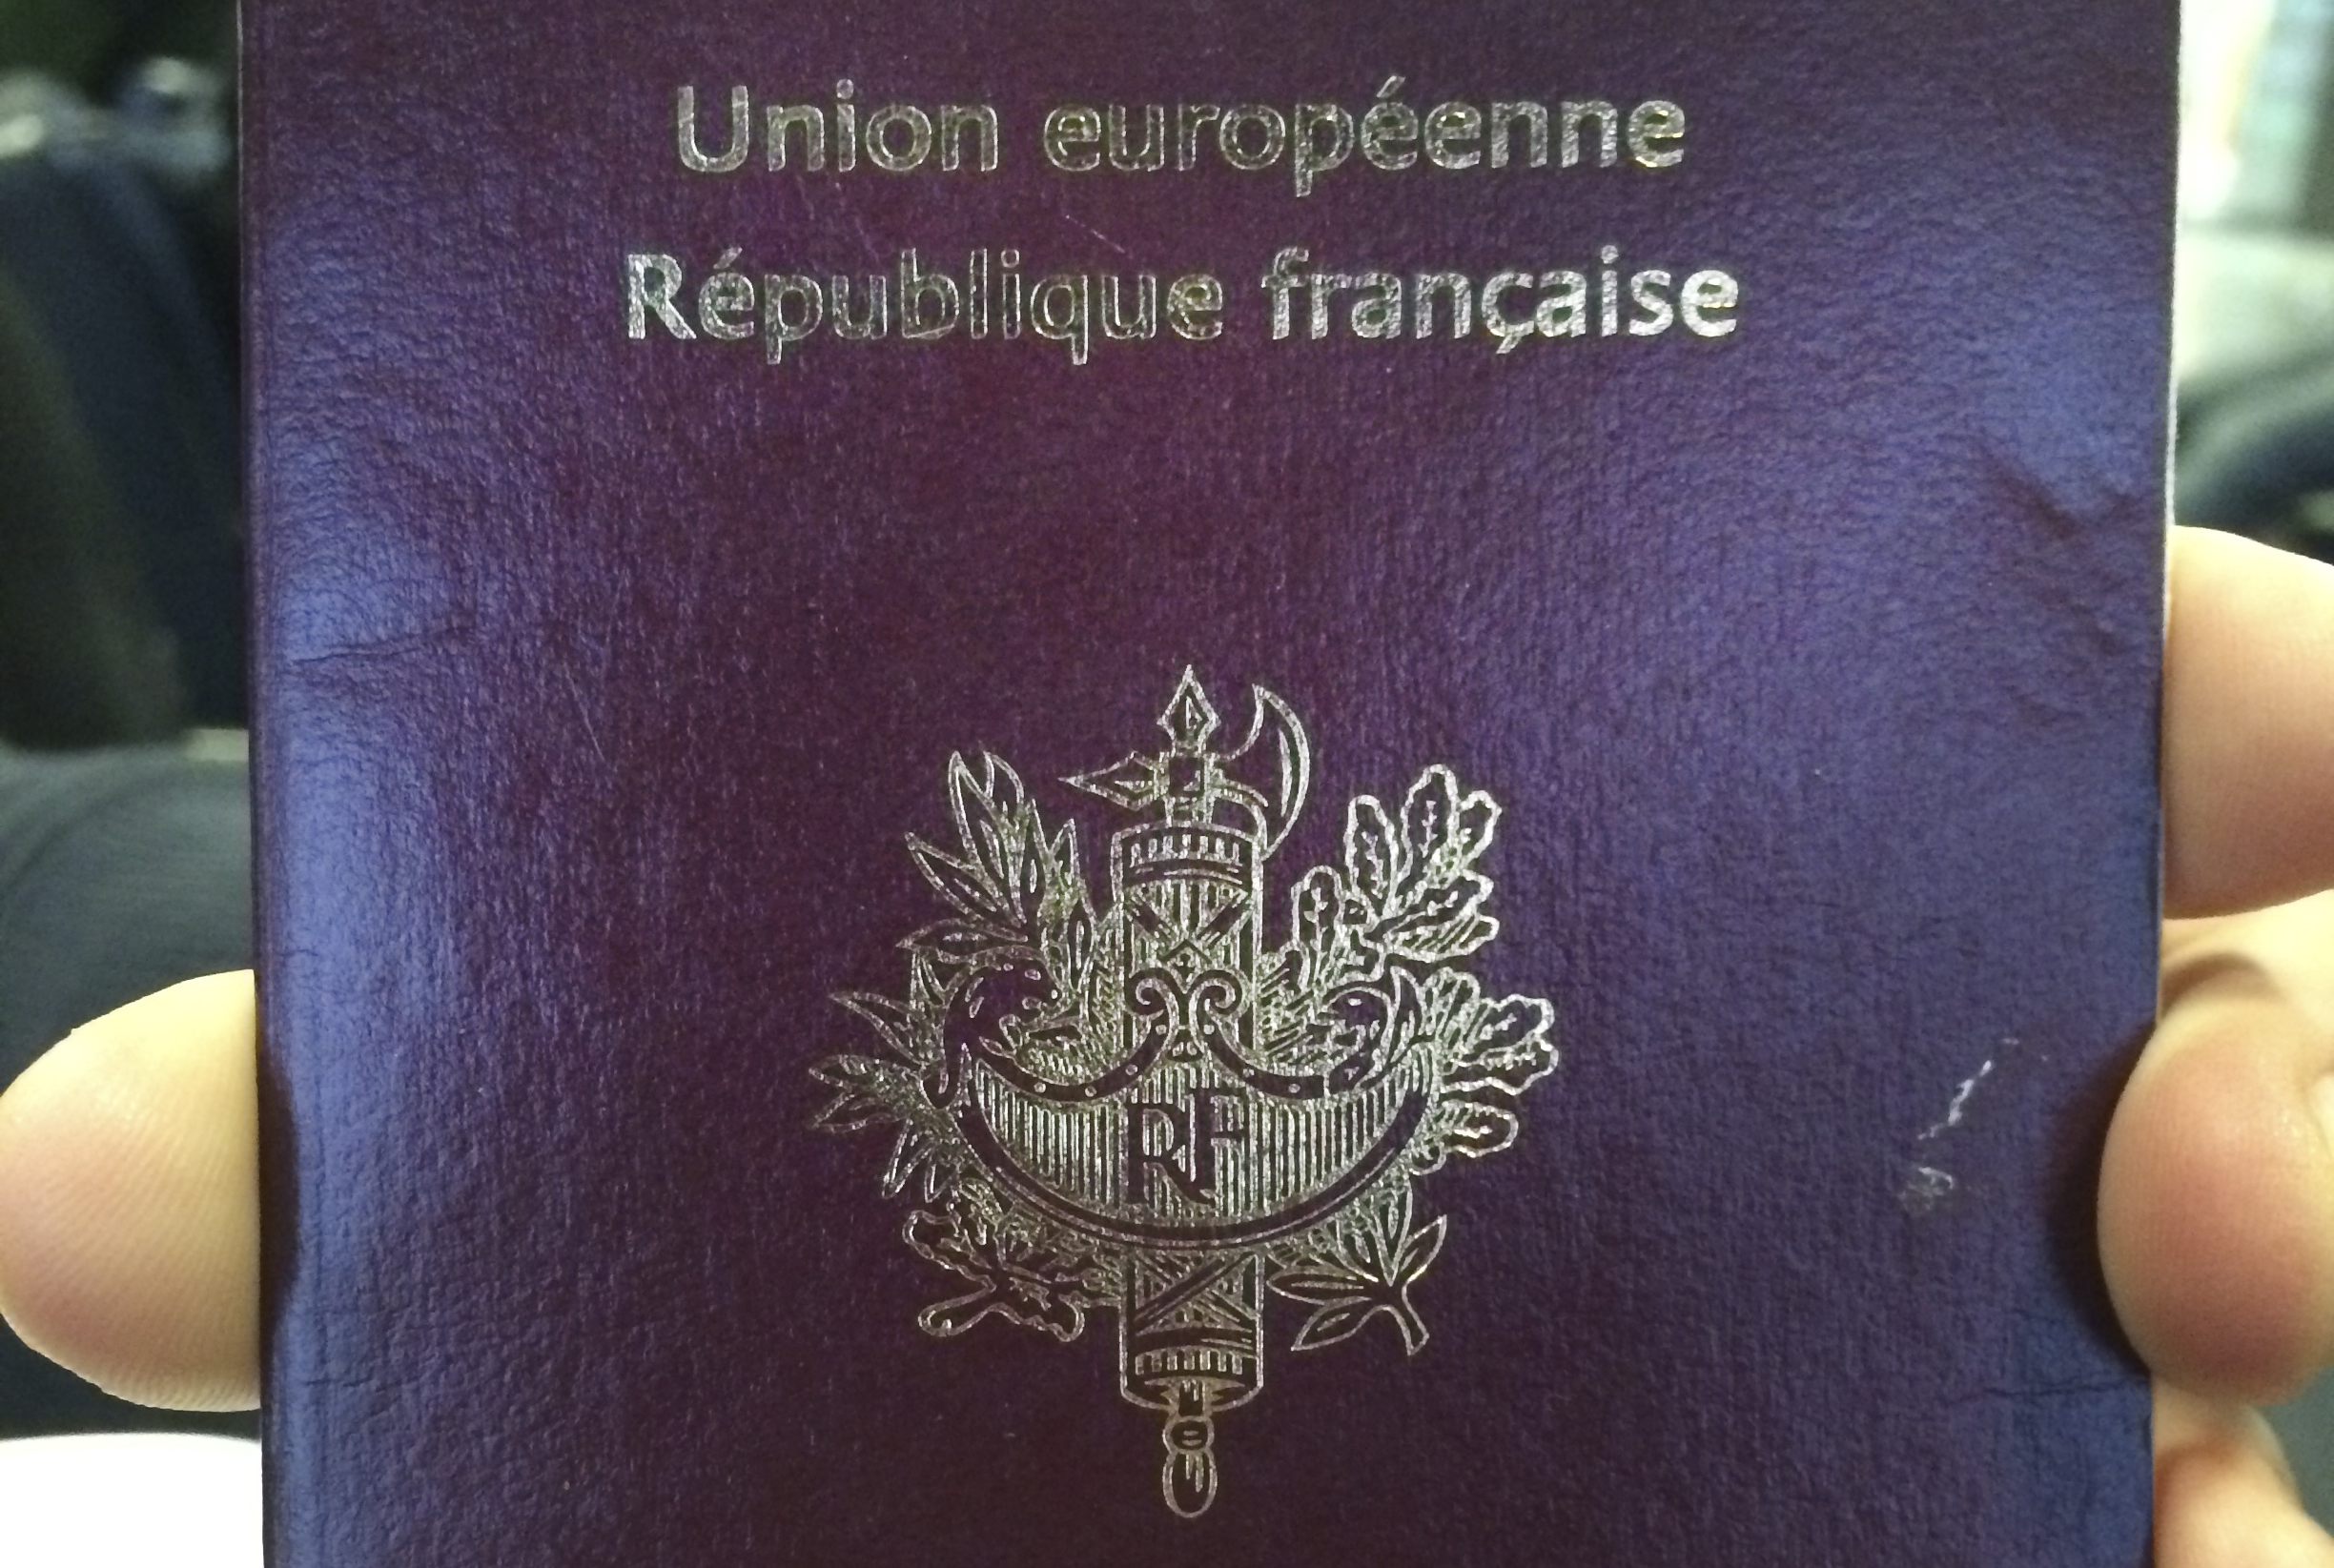 Union européenne
République française
RF